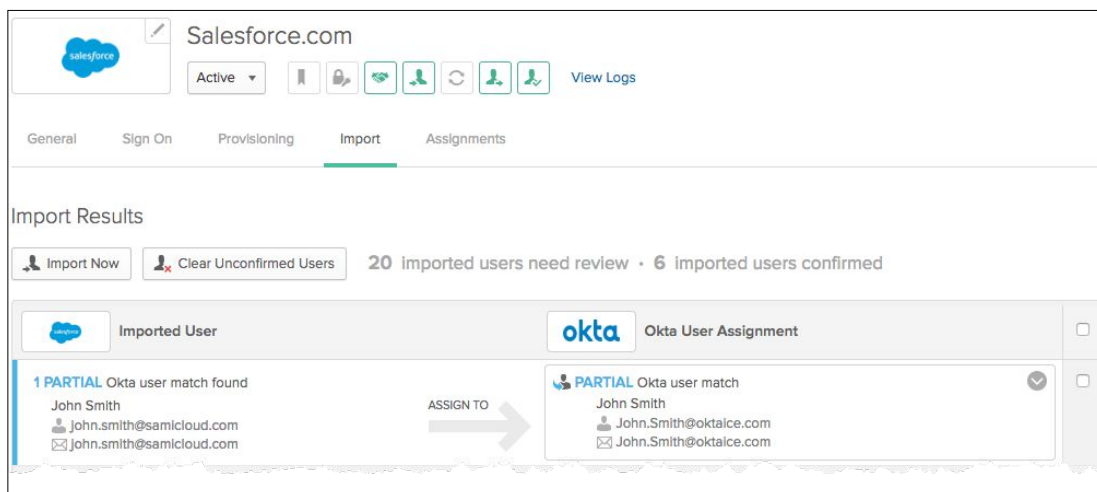 salesforce
Salesforce.com
Active
View Logs
General Sign On Provisioning Import Assignments
Import Results
Import Now Clear Unconfirmed Users 20 imported users need review · 6 imported users confirmed
salesforce Imported User okta Okta User Assignment
1 PARTIAL Okta user match found PARTIAL Okta user match
John Smith ASSIGN TO John Smith
john.smith@samicloud.com John.Smith@oktaice.com
john.smith@samicloud.com John.Smith@oktaice.com